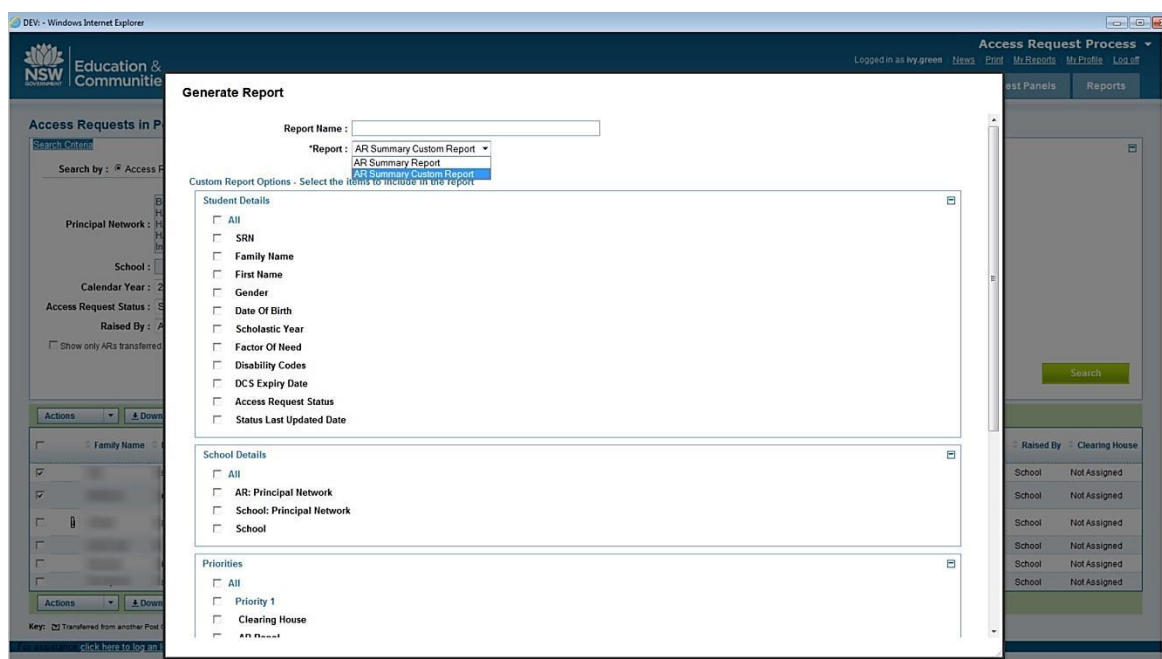 DEV: - Windows Internet Explorer
Access Request Process
Logged in as ivy.green News Print My Reports My Profile Log off
NSW
GOVERNMENT
Education &
Communitie
est Panels Reports
Access Requests in P
Search Criteria
Search by : Access R
Principal Network :
School :
Calendar Year : 2
Access Request Status : S
Raised By : A
Show only ARs transferred
Search
Actions Down
Family Name
Raised By Clearing House
School Not Assigned
School Not Assigned
School Not Assigned
School Not Assigned
School Not Assigned
School Not Assigned
Actions Down
Key: Transferred from another Post
click here to log an
Generate Report
Report Name :
*Report : AR Summary Custom Report
AR Summary Report
AR Summary Custom Report
Custom Report Options - Select the items to include in the report
Student Details
All
SRN
Family Name
First Name
Gender
Date Of Birth
Scholastic Year
Factor Of Need
Disability Codes
DCS Expiry Date
Access Request Status
Status Last Updated Date
School Details
All
AR: Principal Network
School: Principal Network
School
Priorities
All
Priority 1
Clearing House
AR Panel